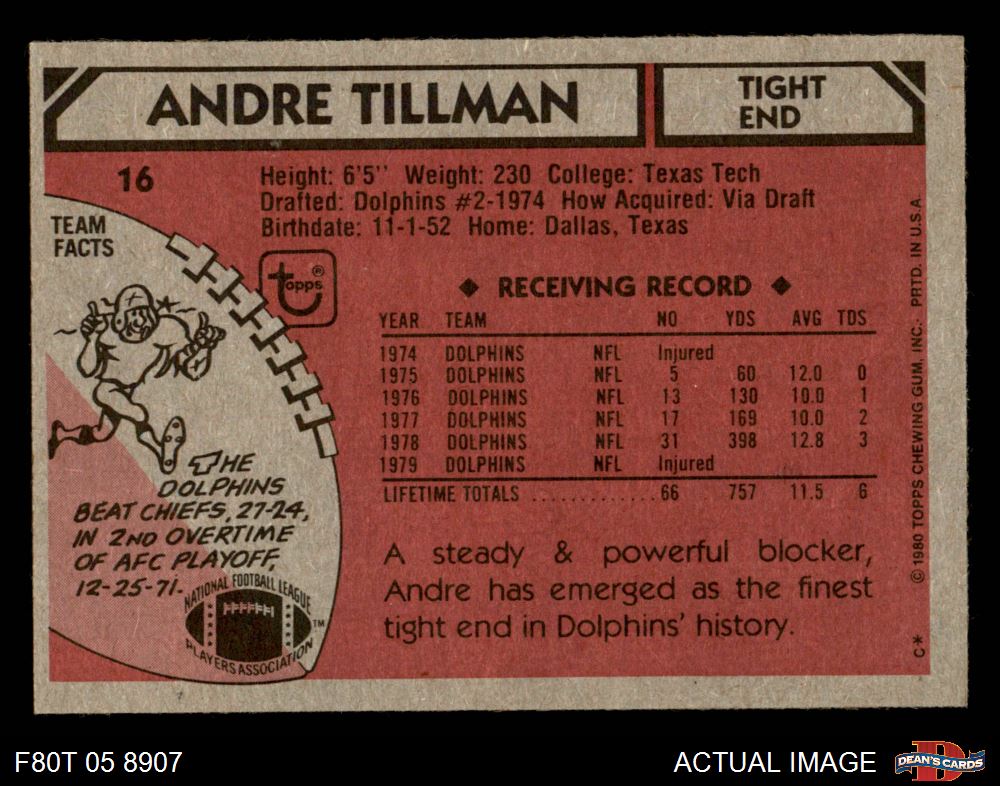 ANDRE TILLMAN
TIGHT
END
16
Height: 6'5'' Weight: 230 College: Texas Tech
Drafted: Dolphins #2-1974 How Acquired: Via Draft
Birthdate: 11-1-52 Home: Dallas, Texas
TEAM
FACTS
topps®
◆ RECEIVING RECORD ◆
YEAR TEAM NO YDS AVG TDS
1974 DOLPHINS NFL Injured
1975 DOLPHINS NFL 5 60 12.0 0
1976 DOLPHINS NFL 13 130 10.0 1
1977 DOLPHINS NFL 17 169 10.0 2
1978 DOLPHINS NFL 31 398 12.8 3
1979 DOLPHINS NFL Injured
LIFETIME TOTALS .............. 66 757 11.5 6
THE
DOLPHINS
BEAT CHIEFS, 27-24,
IN 2ND OVERTIME
OF AFC PLAYOFF,
12-25-71.
NATIONAL FOOTBALL LEAGUE
PLAYERS ASSOCIATION
TM
A steady & powerful blocker,
Andre has emerged as the finest
tight end in Dolphins' history.
C* © 1980 TOPPS CHEWING GUM, INC. PRTD. IN U.S.A.
F80T 05 8907
ACTUAL IMAGE
D
DEAN'S CARDS